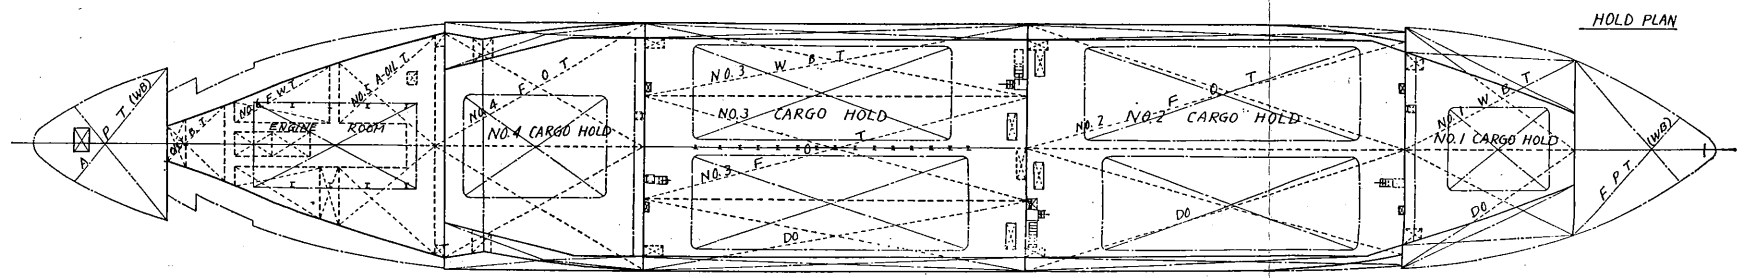 HOLD PLAN
A. P T (WB)
NO.6 F.W.T.
NO.5 A-OIL T.
ENGINE ROOM
NO.4 F O T
NO.4 CARGO HOLD
NO.3 W B T
NO.3 CARGO HOLD
NO.3 F O T
DO
NO.2 F O T
NO.2 CARGO HOLD
DO
NO.1 W B T
NO.1 CARGO HOLD
DO
F. P T. (WB)